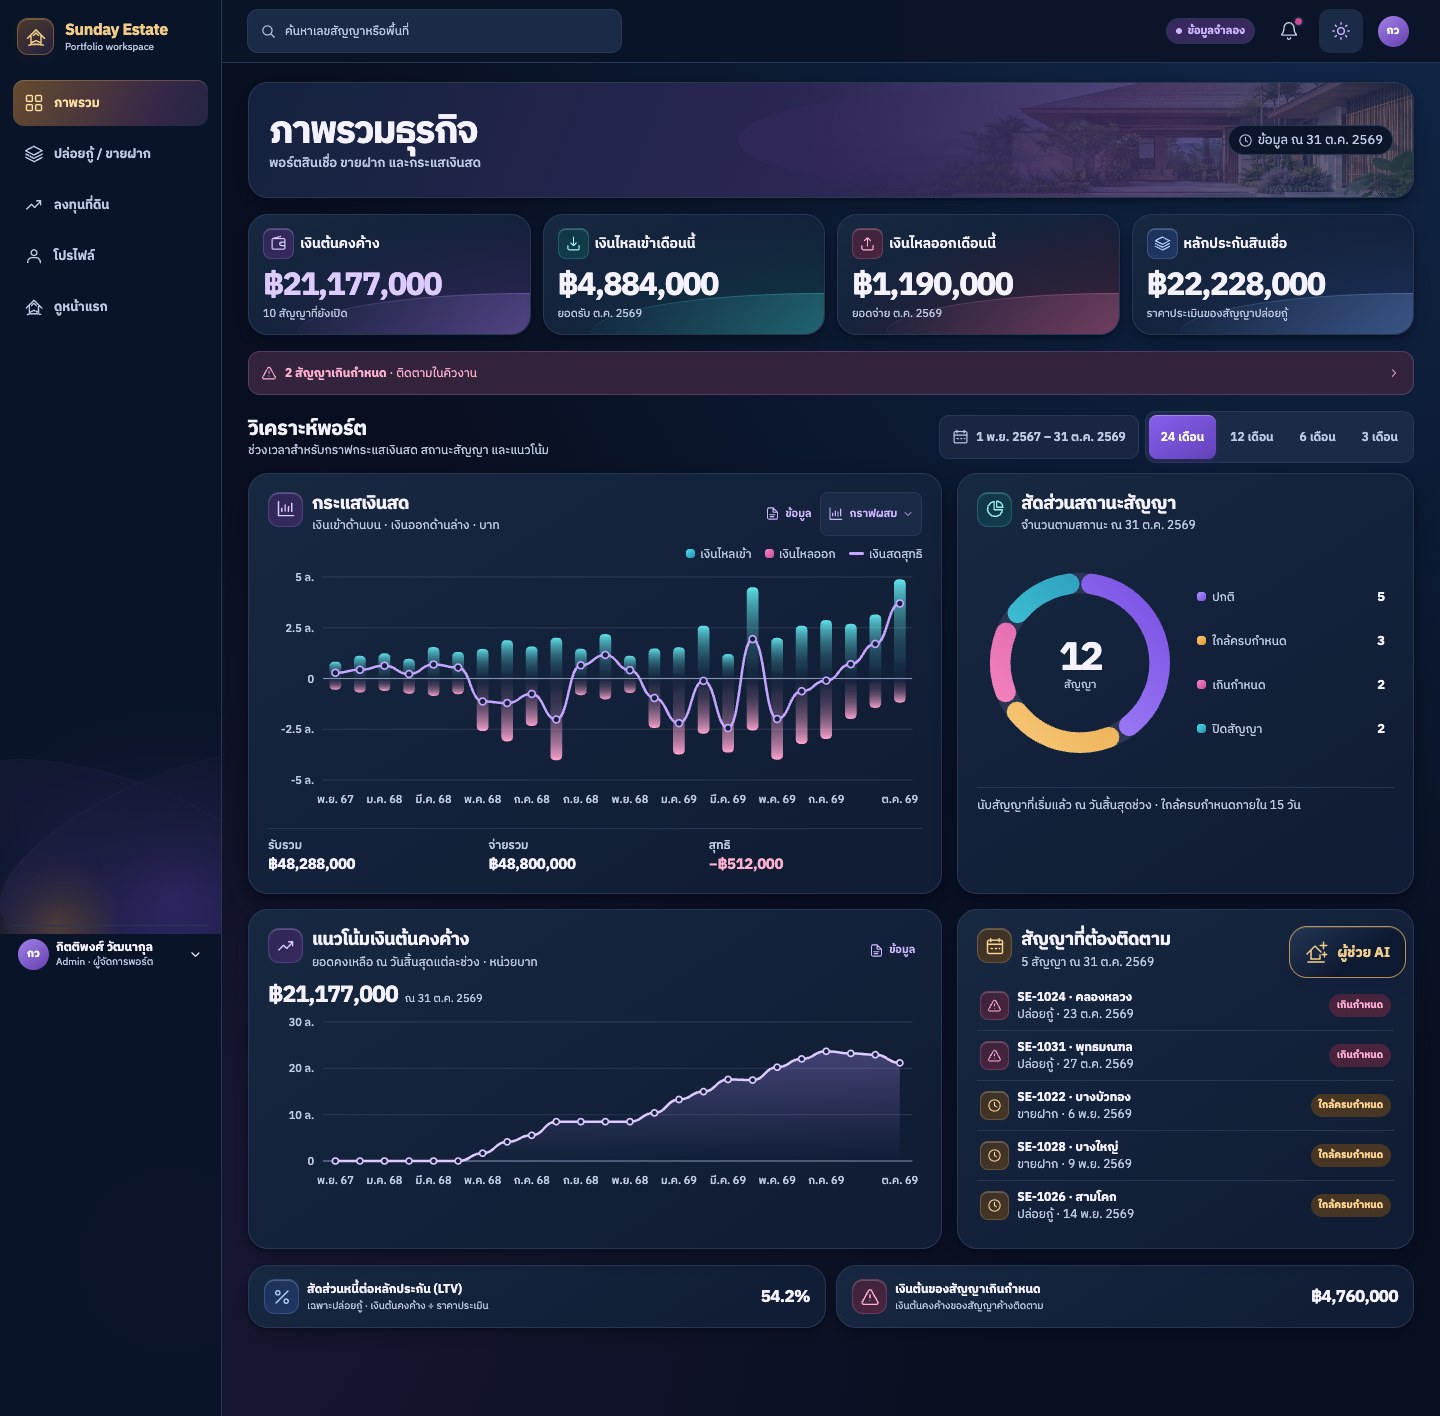 Sunday Estate
Portfolio workspace
ภาพรวม
ปล่อยกู้ / ขายฝาก
ลงทุนที่ดิน
โปรไฟล์
ดูหน้าแรก
กว
กิตติพงศ์ วัฒนากุล
Admin · ผู้จัดการพอร์ต
ค้นหาเลขสัญญาหรือพื้นที่
ข้อมูลจำลอง
กว
ภาพรวมธุรกิจ
พอร์ตสินเชื่อ ขายฝาก และกระแสเงินสด
ข้อมูล ณ 31 ต.ค. 2569
เงินต้นคงค้าง
฿21,177,000
10 สัญญาที่ยังเปิด
เงินไหลเข้าเดือนนี้
฿4,884,000
ยอดรับ ต.ค. 2569
เงินไหลออกเดือนนี้
฿1,190,000
ยอดจ่าย ต.ค. 2569
หลักประกันสินเชื่อ
฿22,228,000
ราคาประเมินของสัญญาปล่อยกู้
2 สัญญาเกินกำหนด · ติดตามในคิวงาน
วิเคราะห์พอร์ต
ช่วงเวลาสำหรับกราฟกระแสเงินสด สถานะสัญญา และแนวโน้ม
1 พ.ย. 2567 – 31 ต.ค. 2569
24 เดือน 12 เดือน 6 เดือน 3 เดือน
กระแสเงินสด
เงินเข้าด้านบน · เงินออกด้านล่าง · บาท
ข้อมูล
กราฟผสม
เงินไหลเข้า เงินไหลออก เงินสดสุทธิ
5 ล.
2.5 ล.
0
-2.5 ล.
-5 ล.
พ.ย. 67 ม.ค. 68 มี.ค. 68 พ.ค. 68 ก.ค. 68 ก.ย. 68 พ.ย. 68 ม.ค. 69 มี.ค. 69 พ.ค. 69 ก.ค. 69 ต.ค. 69
รับรวม
฿48,288,000
จ่ายรวม
฿48,800,000
สุทธิ
–฿512,000
สัดส่วนสถานะสัญญา
จำนวนตามสถานะ ณ 31 ต.ค. 2569
12
สัญญา
ปกติ 5
ใกล้ครบกำหนด 3
เกินกำหนด 2
ปิดสัญญา 2
นับสัญญาที่เริ่มแล้ว ณ วันสิ้นสุดช่วง · ใกล้ครบกำหนดภายใน 15 วัน
แนวโน้มเงินต้นคงค้าง
ยอดคงเหลือ ณ วันสิ้นสุดแต่ละช่วง · หน่วยบาท
ข้อมูล
฿21,177,000 ณ 31 ต.ค. 2569
30 ล.
20 ล.
10 ล.
0
พ.ย. 67 ม.ค. 68 มี.ค. 68 พ.ค. 68 ก.ค. 68 ก.ย. 68 พ.ย. 68 ม.ค. 69 มี.ค. 69 พ.ค. 69 ก.ค. 69 ต.ค. 69
สัญญาที่ต้องติดตาม
5 สัญญา ณ 31 ต.ค. 2569
ผู้ช่วย AI
SE-1024 · คลองหลวง
ปล่อยกู้ · 23 ต.ค. 2569
เกินกำหนด
SE-1031 · พุทธมณฑล
ปล่อยกู้ · 27 ต.ค. 2569
เกินกำหนด
SE-1022 · บางบัวทอง
ขายฝาก · 6 พ.ย. 2569
ใกล้ครบกำหนด
SE-1028 · บางใหญ่
ขายฝาก · 9 พ.ย. 2569
ใกล้ครบกำหนด
SE-1026 · สามโคก
ปล่อยกู้ · 14 พ.ย. 2569
ใกล้ครบกำหนด
สัดส่วนหนี้ต่อหลักประกัน (LTV)
เฉพาะปล่อยกู้ · เงินต้นคงค้าง ÷ ราคาประเมิน
54.2%
เงินต้นของสัญญาเกินกำหนด
เงินต้นคงค้างของสัญญาค้างติดตาม
฿4,760,000